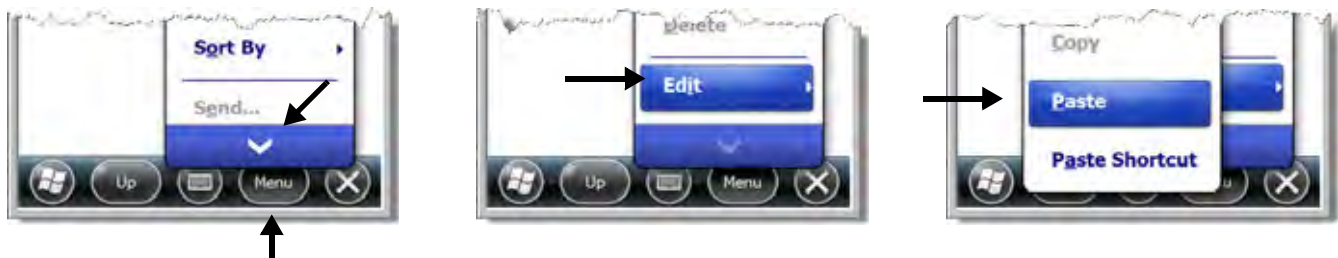 Sort By
Send...
Up
Menu
Delete
Edit
Up
Menu
Copy
Paste
Paste Shortcut
u